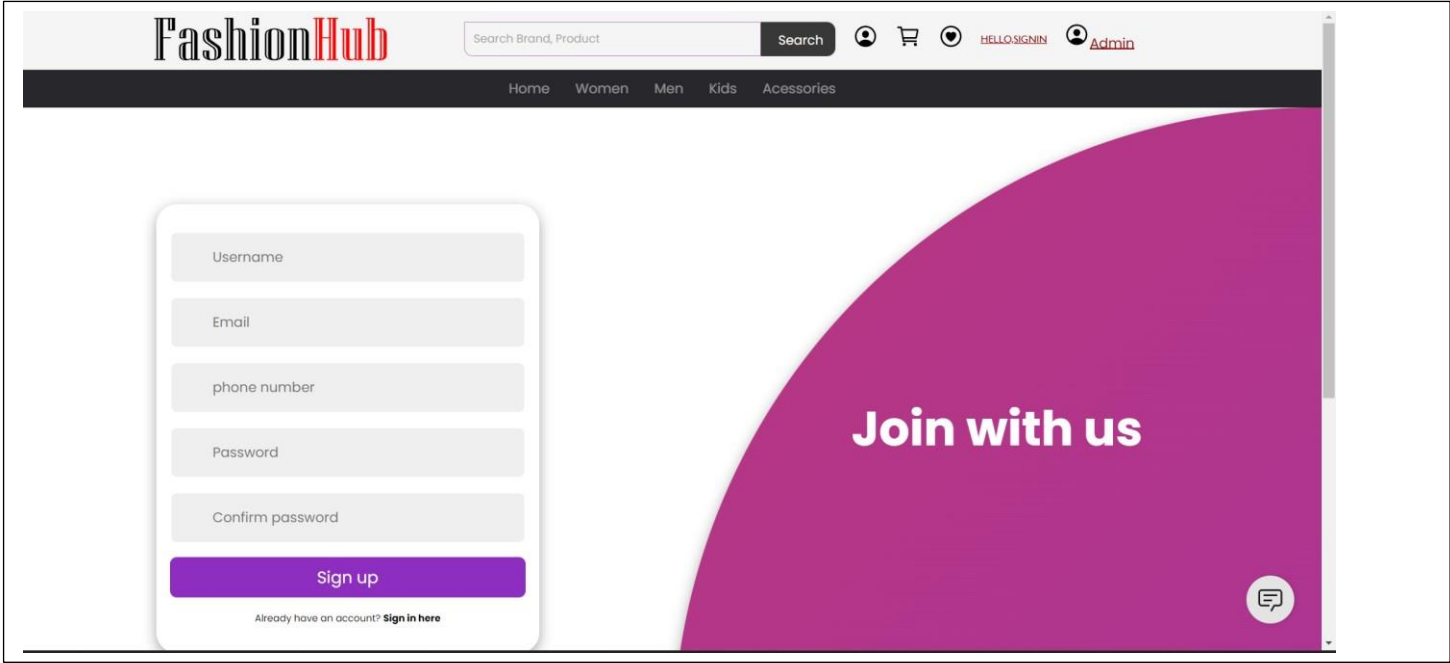 FashionHub
Search Brand, Product
Search
HELLO,SIGNIN
Admin
Home Women Men Kids Acessories
Username
Email
phone number
Password
Confirm password
Sign up
Already have an account? Sign in here
Join with us